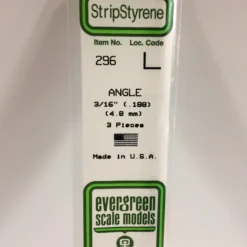 StripStyrene
Item No. Loc. Code
296
ANGLE
3/16" (.188)
(4.8 mm)
3 Pieces
Made in U.S.A.
evergreen
scale models